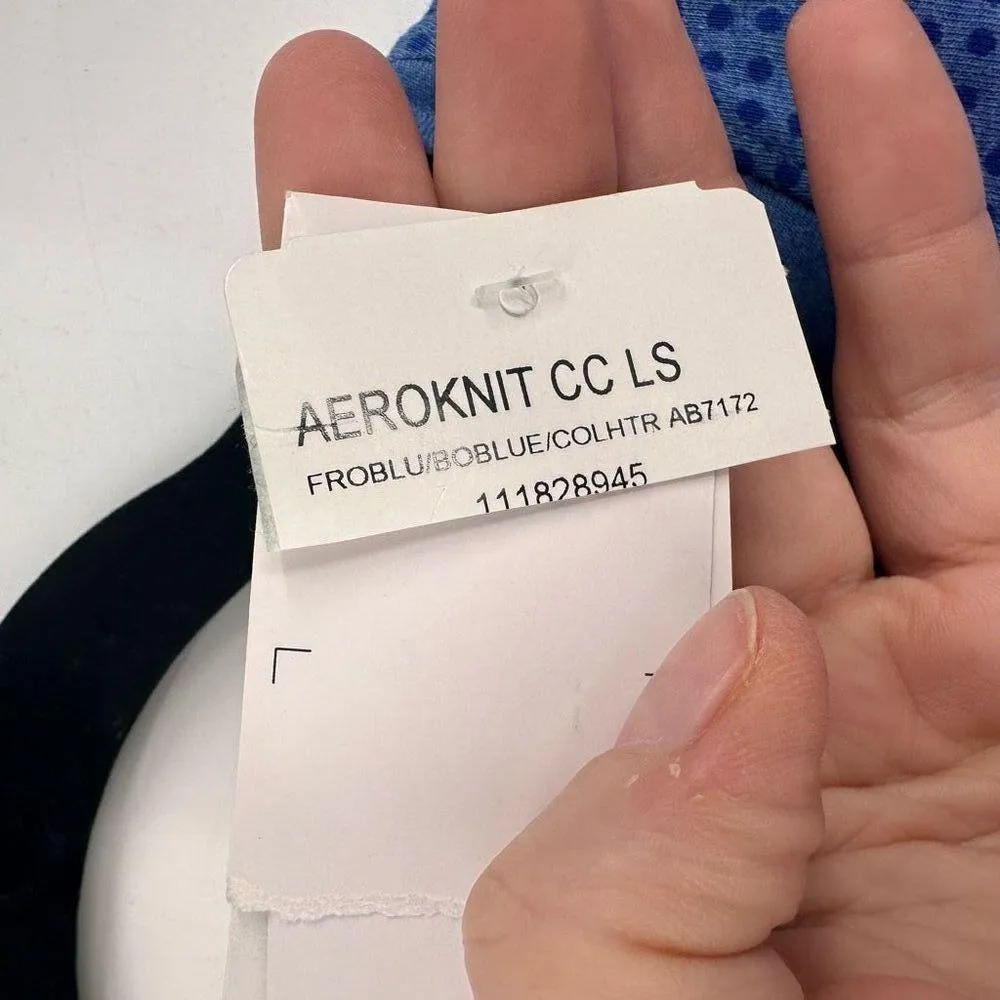 AEROKNIT CC LS
FROBLU/BOBLUE/COLHTR AB7172
111828945